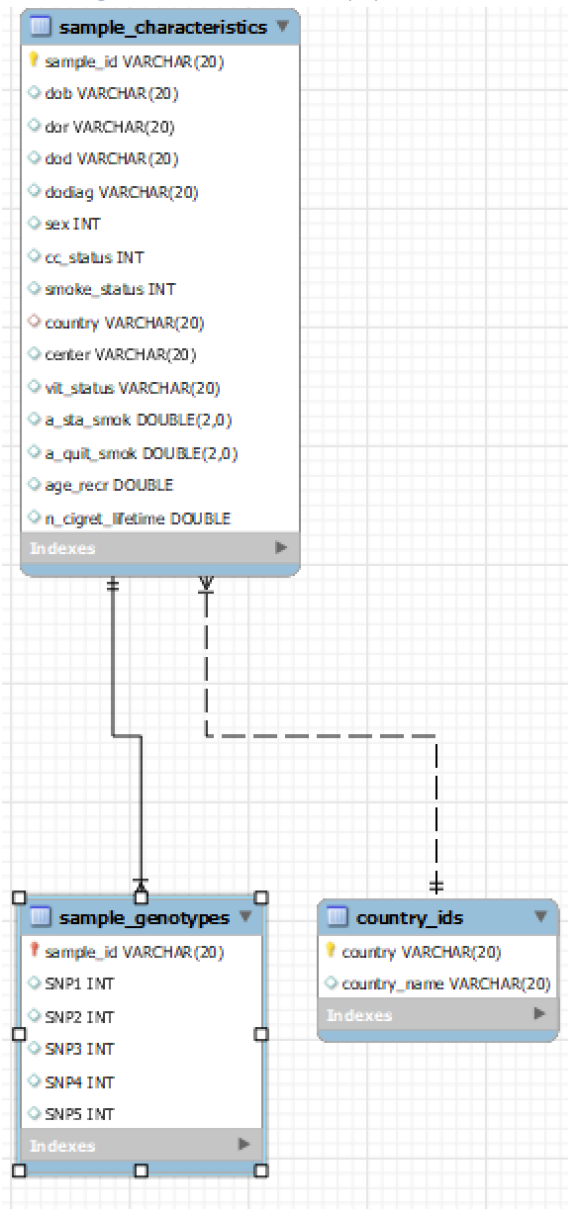 sample_characteristics
sample_id VARCHAR(20)
dob VARCHAR(20)
dor VARCHAR(20)
dod VARCHAR(20)
dodiag VARCHAR(20)
sex INT
cc_status INT
smoke_status INT
country VARCHAR(20)
center VARCHAR(20)
vit_status VARCHAR(20)
a_sta_smok DOUBLE(2,0)
a_quit_smok DOUBLE(2,0)
age_recr DOUBLE
n_cigret_lifetime DOUBLE
Indexes
sample_genotypes
sample_id VARCHAR(20)
SNP1 INT
SNP2 INT
SNP3 INT
SNP4 INT
SNP5 INT
Indexes
country_ids
country VARCHAR(20)
country_name VARCHAR(20)
Indexes